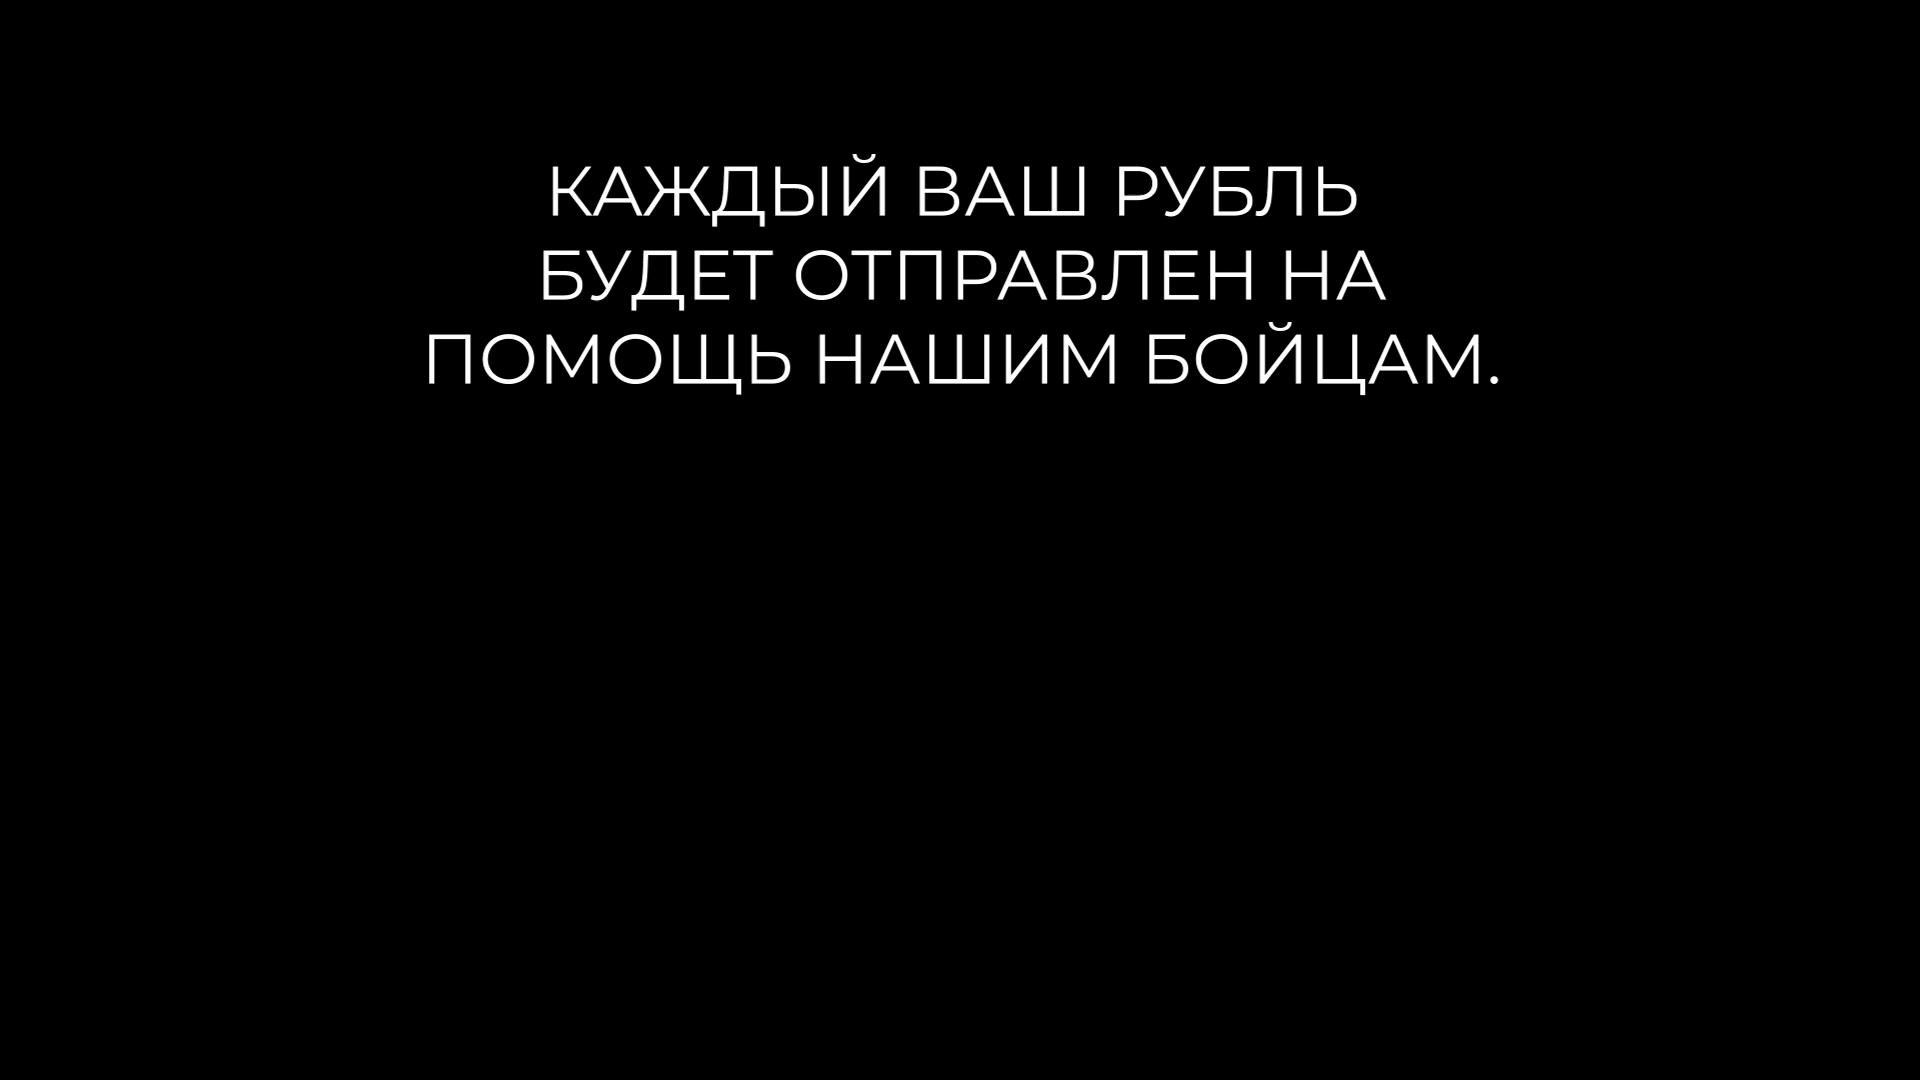 КАЖДЫЙ ВАШ РУБЛЬ
БУДЕТ ОТПРАВЛЕН НА
ПОМОЩЬ НАШИМ БОЙЦАМ.